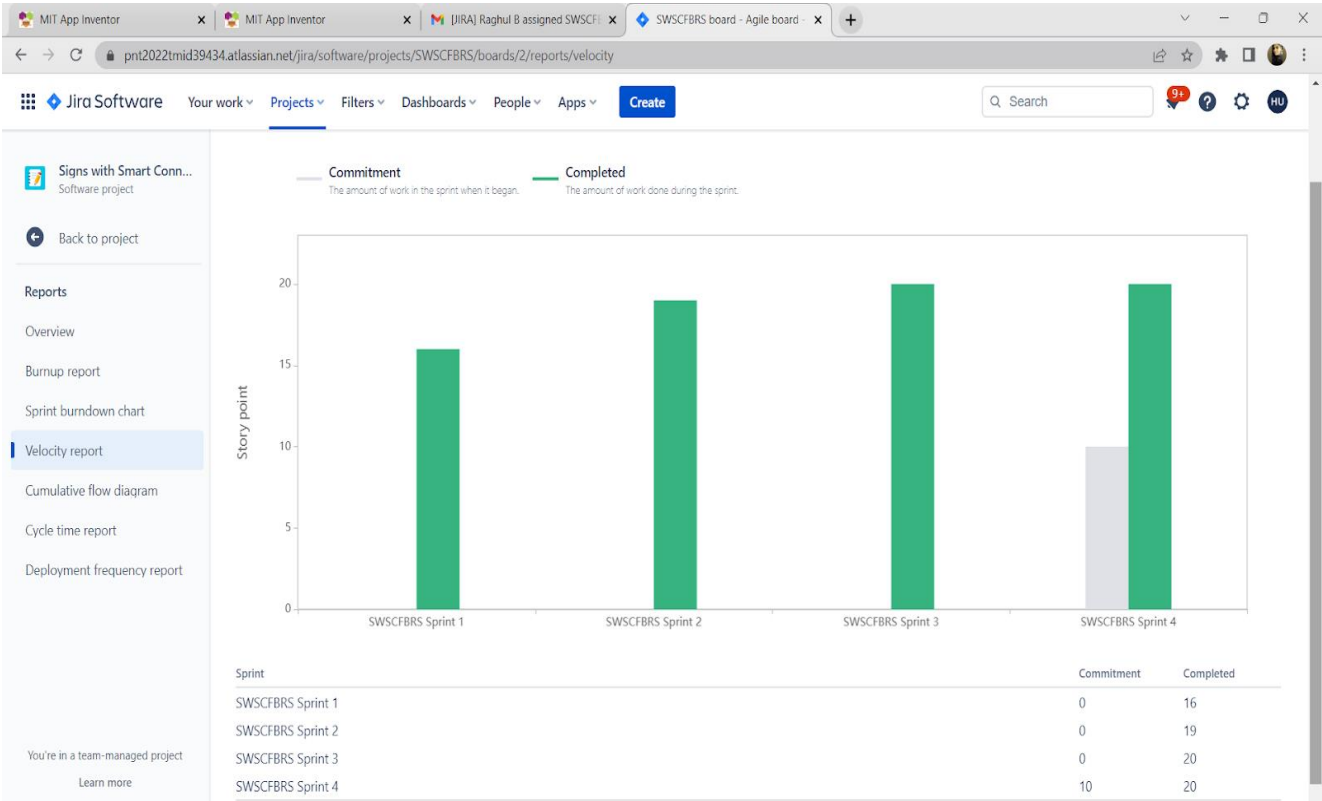 MIT App Inventor
MIT App Inventor
[JIRA] Raghul B assigned SWSCF
SWSCFBRS board - Agile board -
pnt2022tmid39434.atlassian.net/jira/software/projects/SWSCFBRS/boards/2/reports/velocity
Jira Software Your work Projects Filters Dashboards People Apps Create Search 9+ HU
Signs with Smart Conn...
Software project
Back to project
Reports
Overview
Burnup report
Sprint burndown chart
Velocity report
Cumulative flow diagram
Cycle time report
Deployment frequency report
You're in a team-managed project
Learn more
Commitment
The amount of work in the sprint when it began.
Completed
The amount of work done during the sprint.
Story point
20
15
10
5
0
SWSCFBRS Sprint 1 SWSCFBRS Sprint 2 SWSCFBRS Sprint 3 SWSCFBRS Sprint 4
Sprint Commitment Completed
SWSCFBRS Sprint 1 0 16
SWSCFBRS Sprint 2 0 19
SWSCFBRS Sprint 3 0 20
SWSCFBRS Sprint 4 10 20